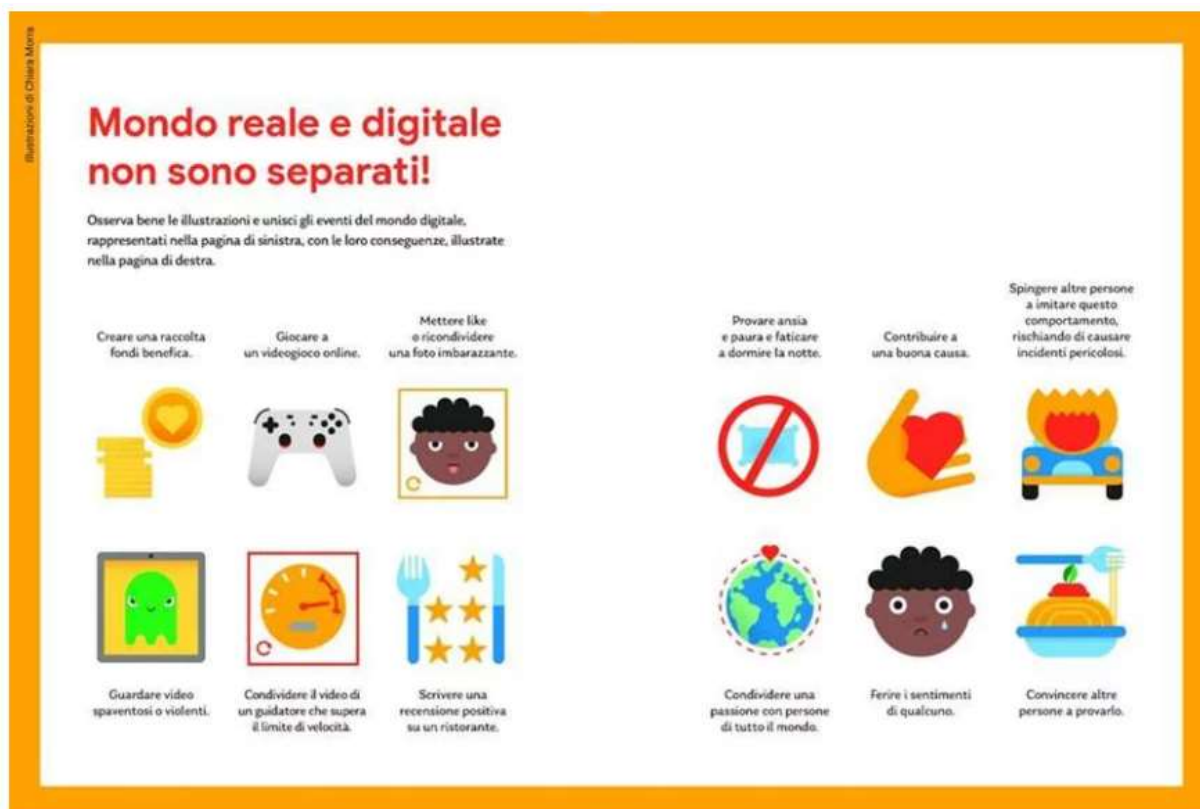 Illustrazioni di Chiara Morra
Mondo reale e digitale
non sono separati!
Osserva bene le illustrazioni e unisci gli eventi del mondo digitale,
rappresentati nella pagina di sinistra, con le loro conseguenze, illustrate
nella pagina di destra.
Creare una raccolta
fondi benefica.
Giocare a
un videogioco online.
Mettere like
o ricondividere
una foto imbarazzante.
Provare ansia
e paura e faticare
a dormire la notte.
Contribuire a
una buona causa.
Spingere altre persone
a imitare questo
comportamento,
rischiando di causare
incidenti pericolosi.
Guardare video
spaventosi o violenti.
Condividere il video di
un guidatore che supera
il limite di velocità.
Scrivere una
recensione positiva
su un ristorante.
Condividere una
passione con persone
di tutto il mondo.
Ferire i sentimenti
di qualcuno.
Convincere altre
persone a provarlo.